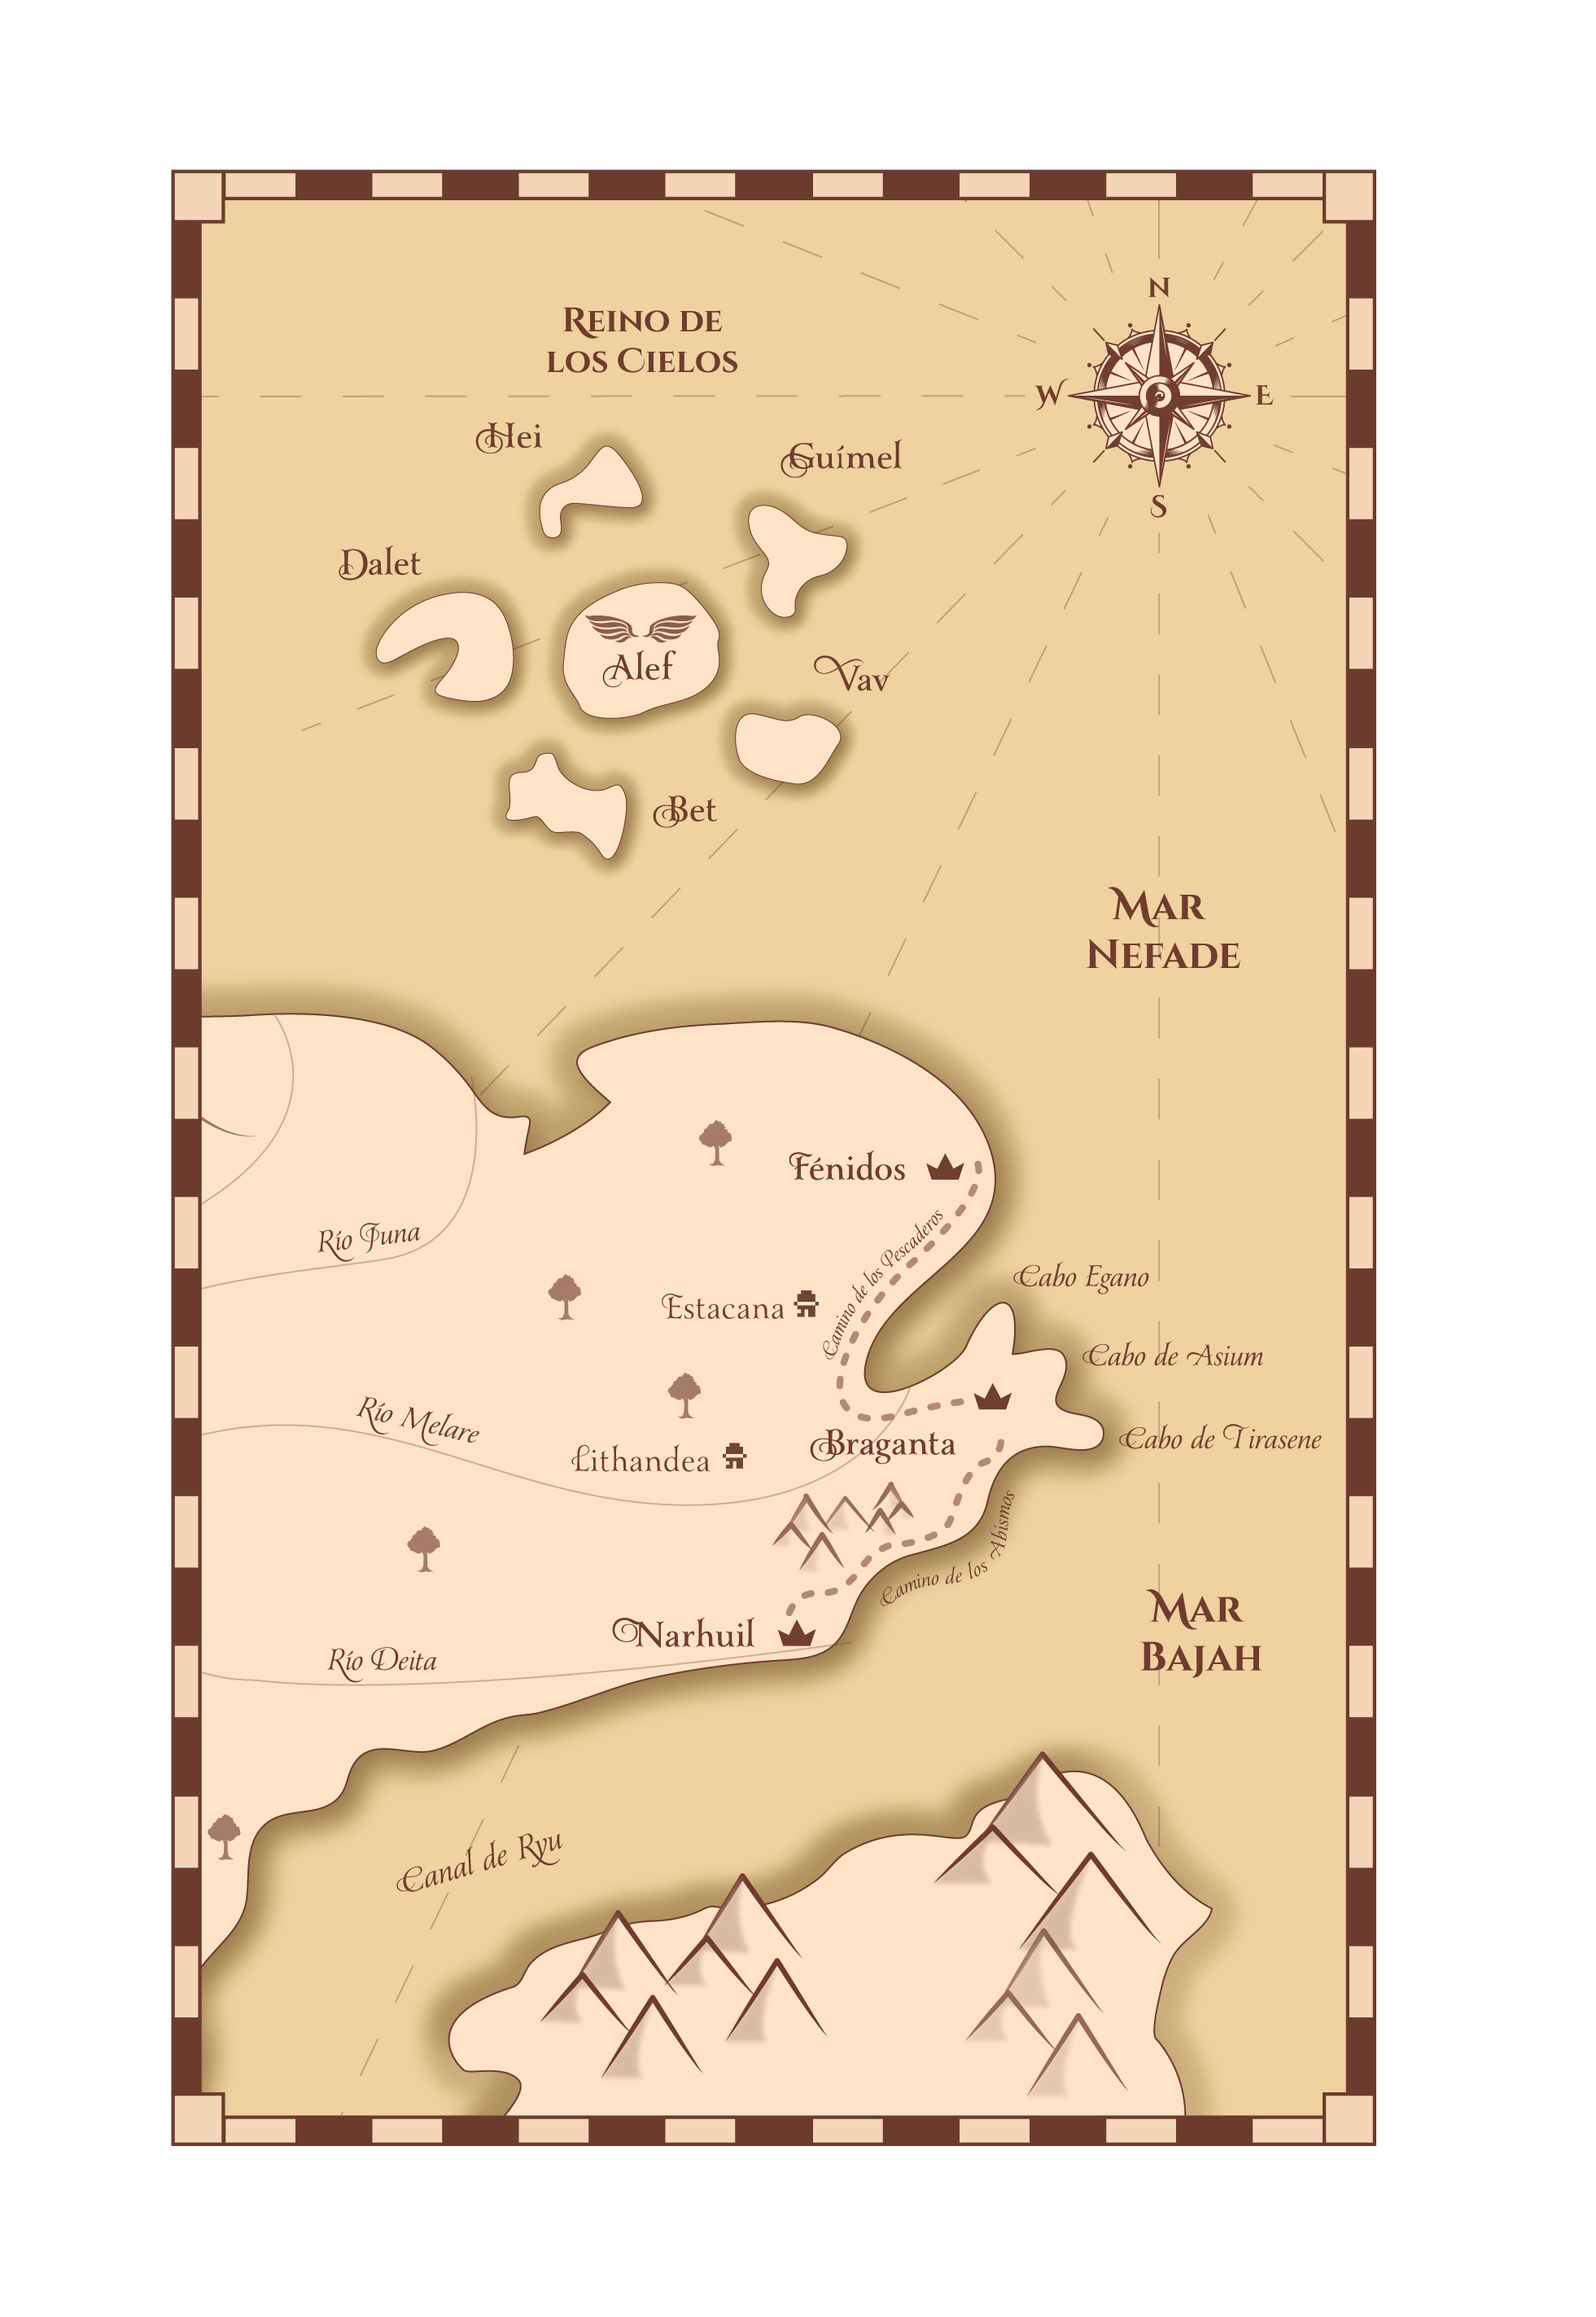 N
REINO DE
LOS CIELOS
W
E
Hei
Guímel
S
Dalet
Alef
Vav
Bet
MAR
NEFADE
Fénidos
Río Juna
Camino de los Pescaderos
Cabo Egano
Estacana
Cabo de Asium
Río Melare
Braganta
Cabo de Tirasene
Lithandea
Camino de los Abismos
MAR
BAJAH
Narhuil
Río Deita
Canal de Ryu